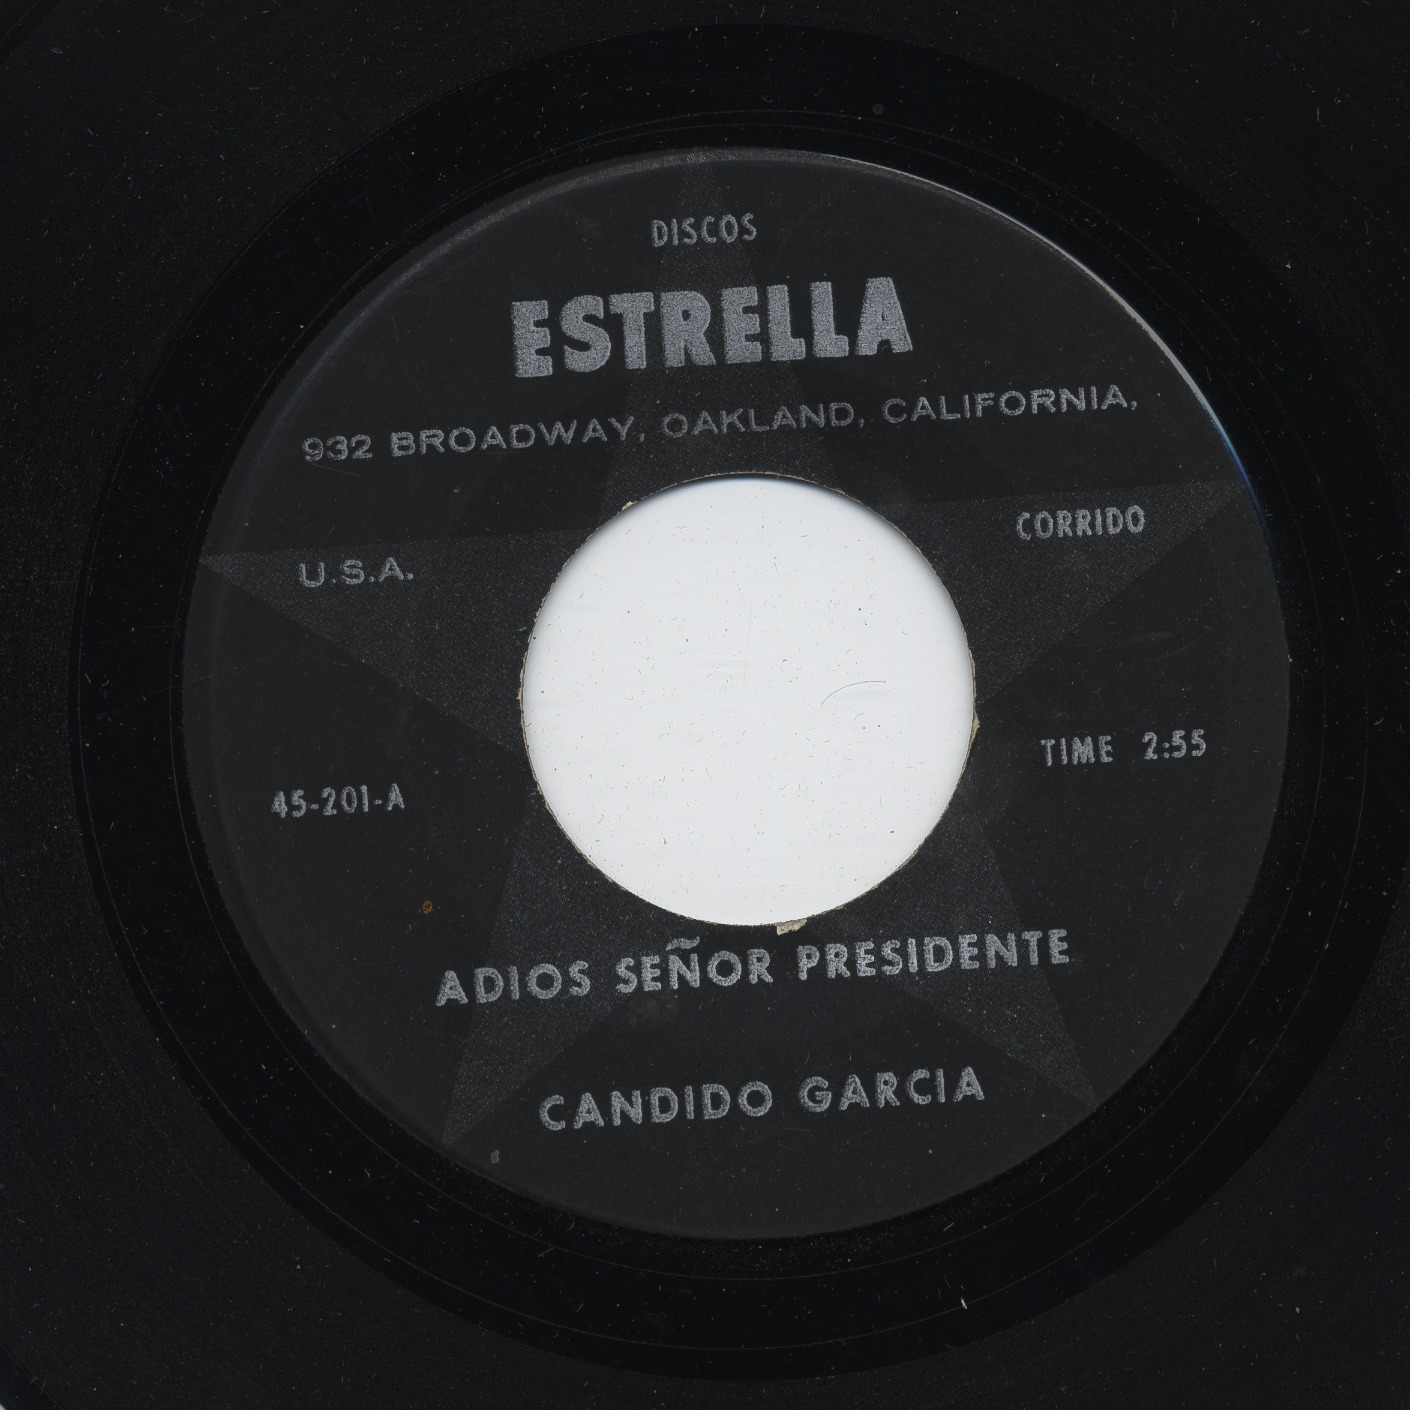 DISCOS
ESTRELLA
932 BROADWAY, OAKLAND, CALIFORNIA,
U.S.A.
CORRIDO
45-201-A
TIME 2:55
ADIOS SEÑOR PRESIDENTE
CANDIDO GARCIA